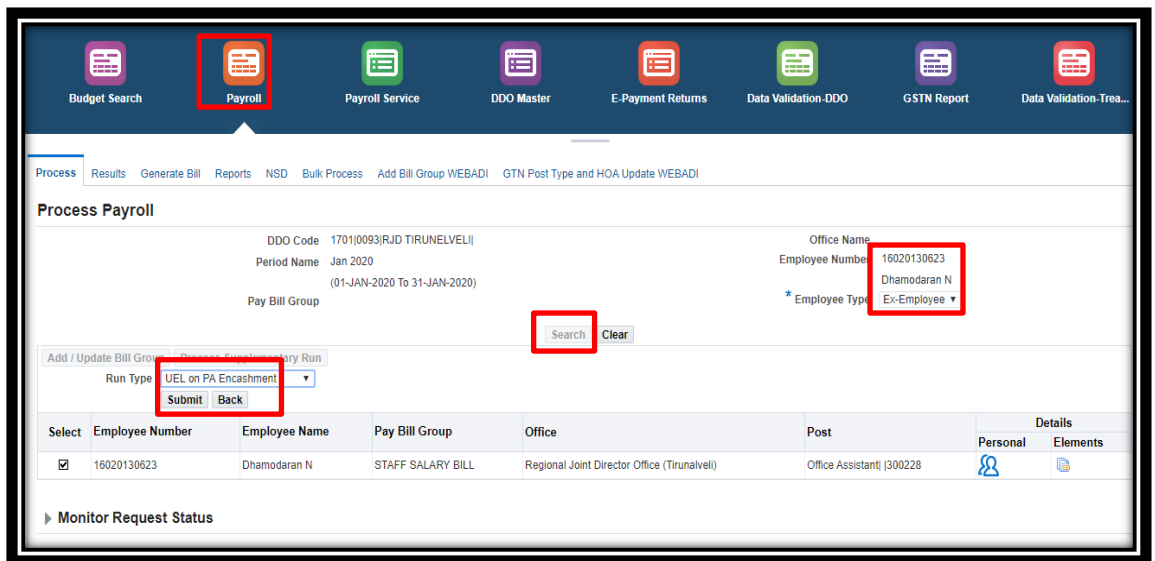 Budget Search Payroll Payroll Service DDO Master E-Payment Returns Data Validation-DDO GSTN Report Data Validation-Trea...
Process Results Generate Bill Reports NSD Bulk Process Add Bill Group WEBADI GTN Post Type and HOA Update WEBADI
Process Payroll
DDO Code 1701|0093|RJD TIRUNELVELI| Office Name
Period Name Jan 2020 Employee Number 16020130623
(01-JAN-2020 To 31-JAN-2020) Dhamodaran N
Pay Bill Group * Employee Type Ex-Employee
Search Clear
Add / Update Bill Group Process Supplementary Run
Run Type UEL on PA Encashment
Submit Back
Select Employee Number Employee Name Pay Bill Group Office Post Details
Personal Elements
16020130623 Dhamodaran N STAFF SALARY BILL Regional Joint Director Office (Tirunalveli) Office Assistant| |300228
Monitor Request Status